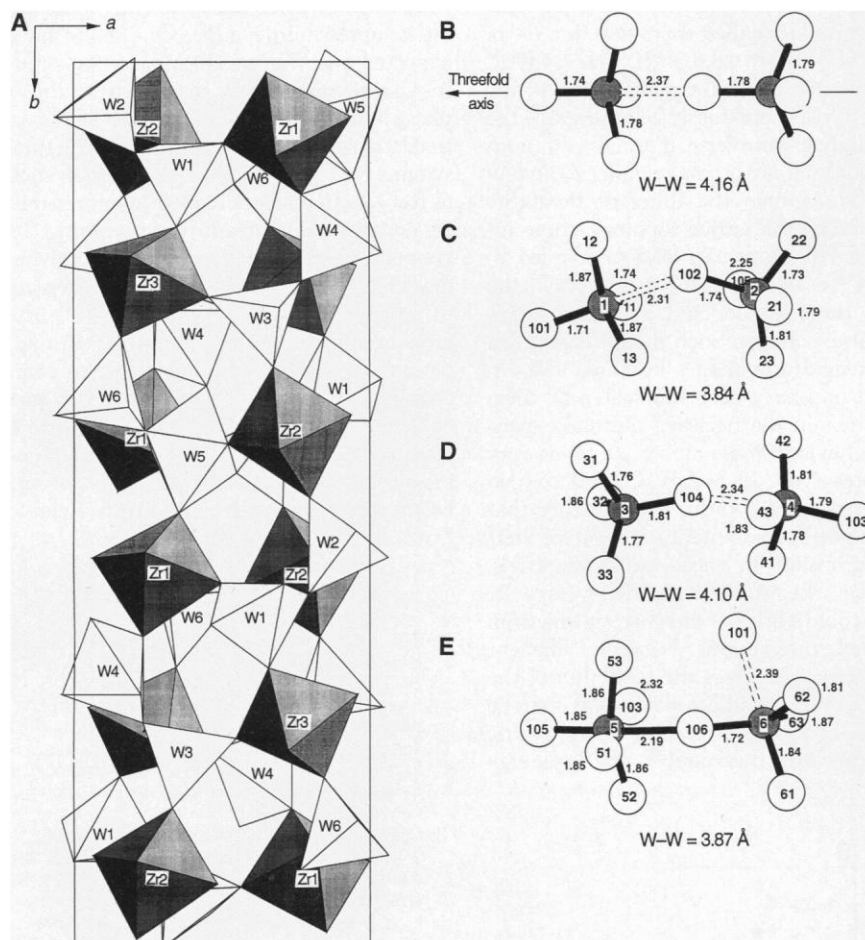 A
a
b
W2
Zr2
Zr1
W5
W1
W6
W4
Zr3
W3
W4
W1
W6
Zr1
Zr2
W5
W2
Zr1
Zr2
W6
W1
W4
Zr3
W3
W4
W1
W6
Zr2
Zr1
B
1.79
1.74
2.37
1.78
Threefold
axis
1.78
W–W = 4.16 Å
C
12
22
1.87
1.74
102
2.25
1.73
105
1
11
2.31
1.74
2
21
1.79
101
1.71
1.87
1.81
13
23
W–W = 3.84 Å
D
42
31
1.76
1.81
1.86
32
3
104
2.34
43
4
1.79
103
1.81
1.83
1.77
1.78
33
41
W–W = 4.10 Å
E
101
53
1.86
2.32
103
2.39
62
1.81
105
1.85
5
106
6
63
1.87
51
2.19
1.72
1.85
1.86
1.84
52
61
W–W = 3.87 Å